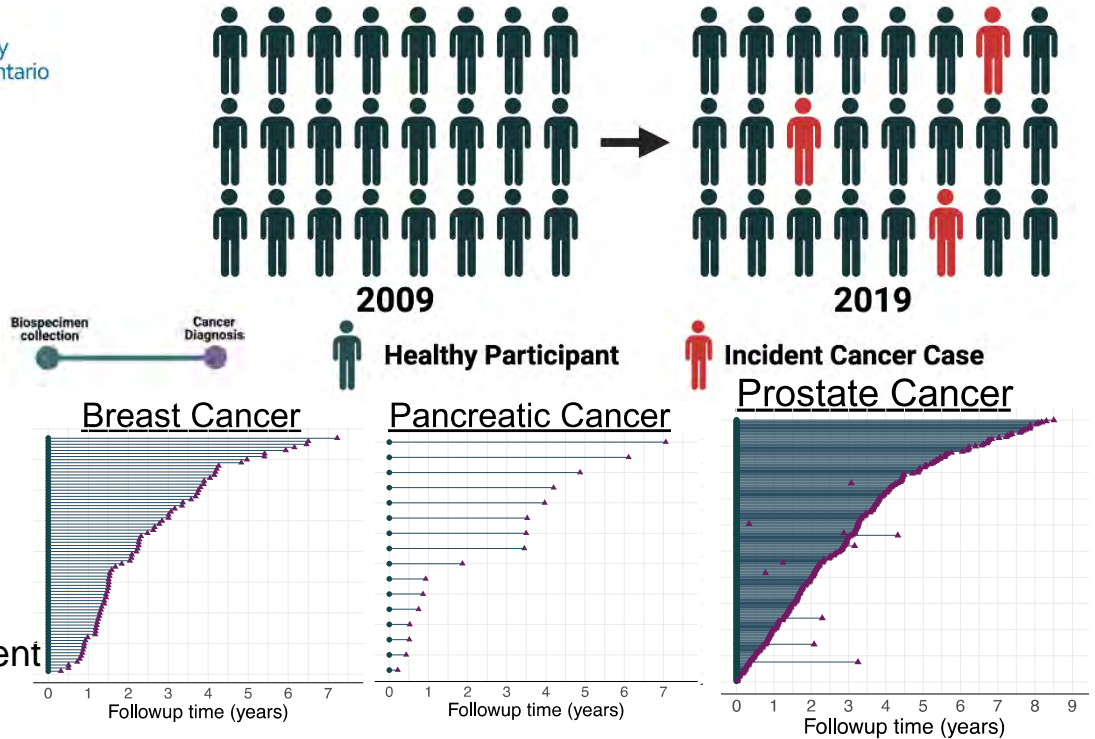 2009
2019
Biospecimen
collection
Cancer
Diagnosis
Healthy Participant
Incident Cancer Case
Breast Cancer
Pancreatic Cancer
Prostate Cancer
0 1 2 3 4 5 6 7
Followup time (years)
0 1 2 3 4 5 6 7
Followup time (years)
0 1 2 3 4 5 6 7 8 9
Followup time (years)